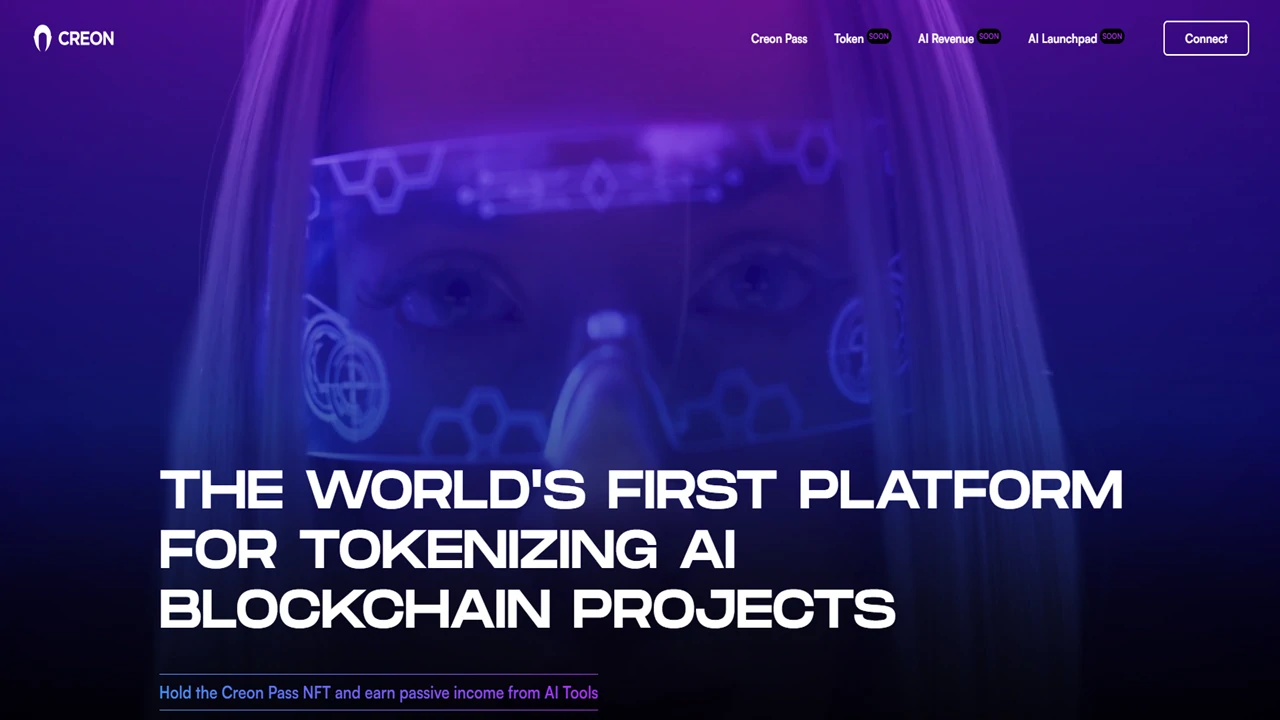 CREON
Creon Pass
Token SOON
AI Revenue SOON
AI Launchpad SOON
Connect
THE WORLD'S FIRST PLATFORM
FOR TOKENIZING AI
BLOCKCHAIN PROJECTS
Hold the Creon Pass NFT and earn passive income from AI Tools